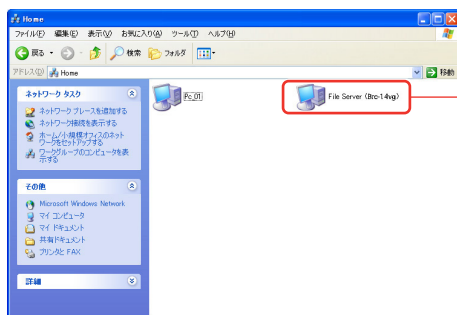 Home
ファイル(F) 編集(E) 表示(V) お気に入り(A) ツール(T) ヘルプ(H)
戻る 検索 フォルダ
アドレス(D) Home 移動
ネットワーク タスク
ネットワーク プレースを追加する
ネットワーク接続を表示する
ホーム/小規模オフィスのネットワークをセットアップする
ワークグループのコンピュータを表示する
その他
Microsoft Windows Network
マイ コンピュータ
マイ ドキュメント
共有ドキュメント
プリンタと FAX
詳細
Pc_01
File Server (Brc-14vg)